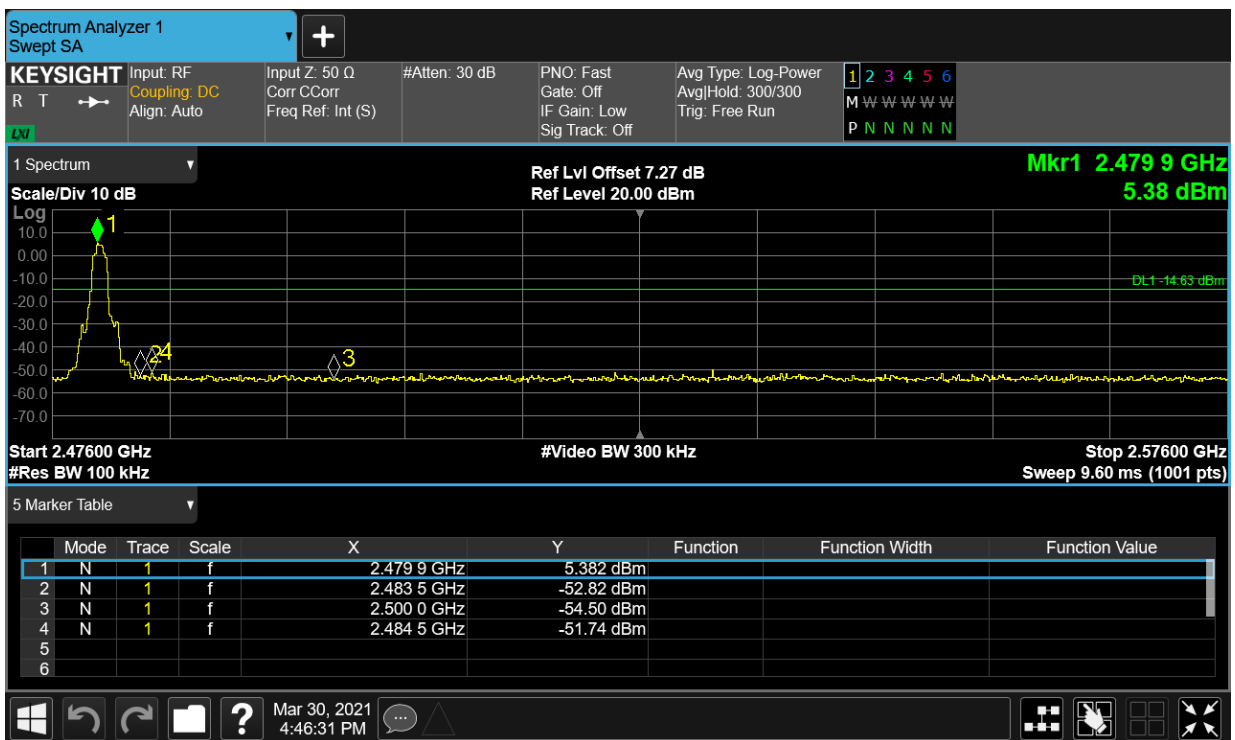 Spectrum Analyzer 1
Swept SA
+
KEYSIGHT Input: RF Input Z: 50 Ω #Atten: 30 dB PNO: Fast Avg Type: Log-Power 1 2 3 4 5 6
R T Coupling: DC Corr CCorr Gate: Off Avg|Hold: 300/300 M W W W W W
Align: Auto Freq Ref: Int (S) IF Gain: Low Trig: Free Run
LXI Sig Track: Off P N N N N N
1 Spectrum Ref Lvl Offset 7.27 dB Mkr1 2.479 9 GHz
Scale/Div 10 dB Ref Level 20.00 dBm 5.38 dBm
Log
1
10.0
0.00
-10.0
DL1 -14.63 dBm
-20.0
-30.0
-40.0
2 4 3
-50.0
-60.0
-70.0
Start 2.47600 GHz #Video BW 300 kHz Stop 2.57600 GHz
#Res BW 100 kHz Sweep 9.60 ms (1001 pts)
5 Marker Table
Mode Trace Scale X Y Function Function Width Function Value
1 N 1 f 2.479 9 GHz 5.382 dBm
2 N 1 f 2.483 5 GHz -52.82 dBm
3 N 1 f 2.500 0 GHz -54.50 dBm
4 N 1 f 2.484 5 GHz -51.74 dBm
5
6
? Mar 30, 2021
4:46:31 PM